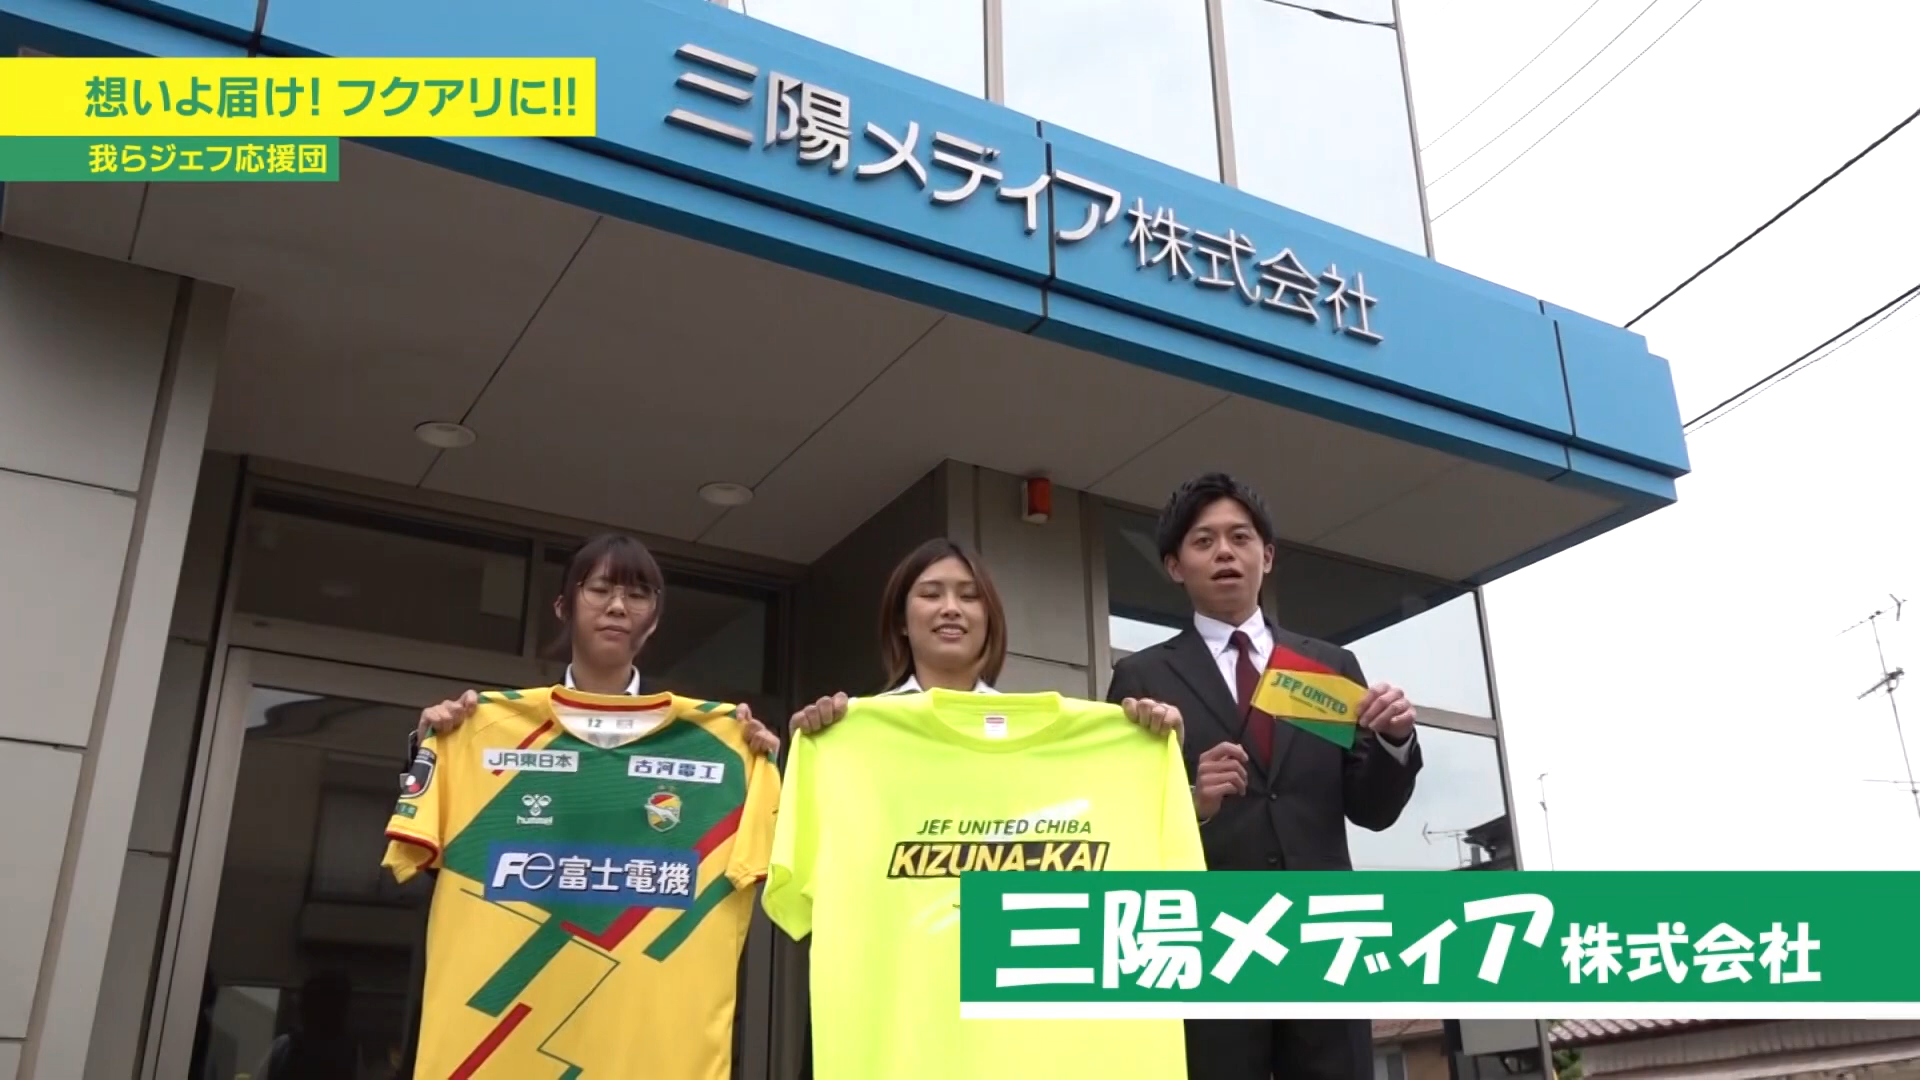 想いよ届け! フクアリに!!
我らジェフ応援団
三陽メディア株式会社
JEF UNITED
12
JR東日本
古河電工
hummel
Fe富士電機
JEF UNITED CHIBA
KIZUNA-KAI
三陽メディア株式会社